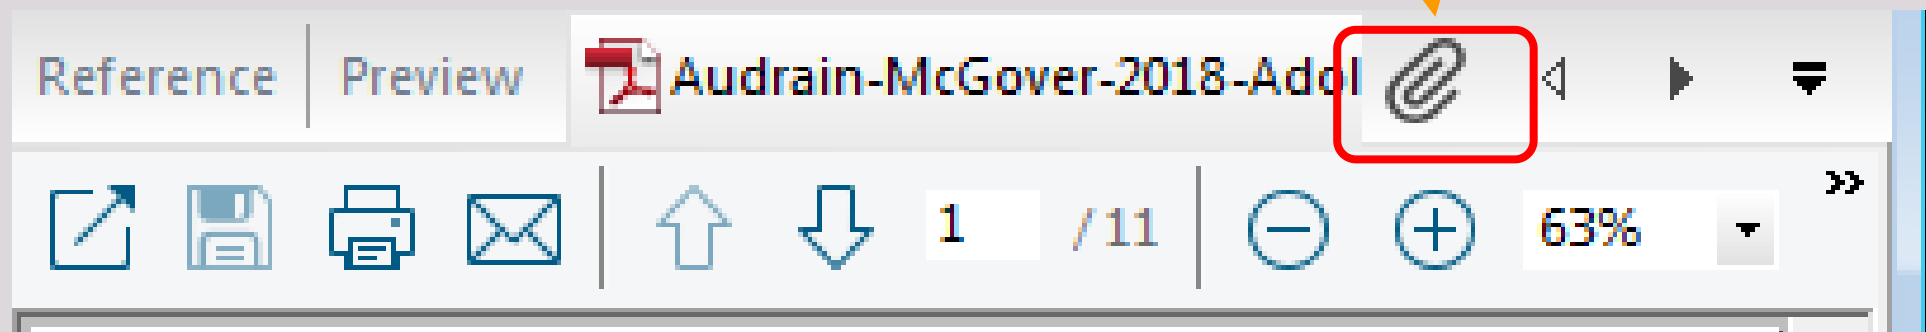 Reference Preview Audrain-McGover-2018-Adol
1 / 11 63%